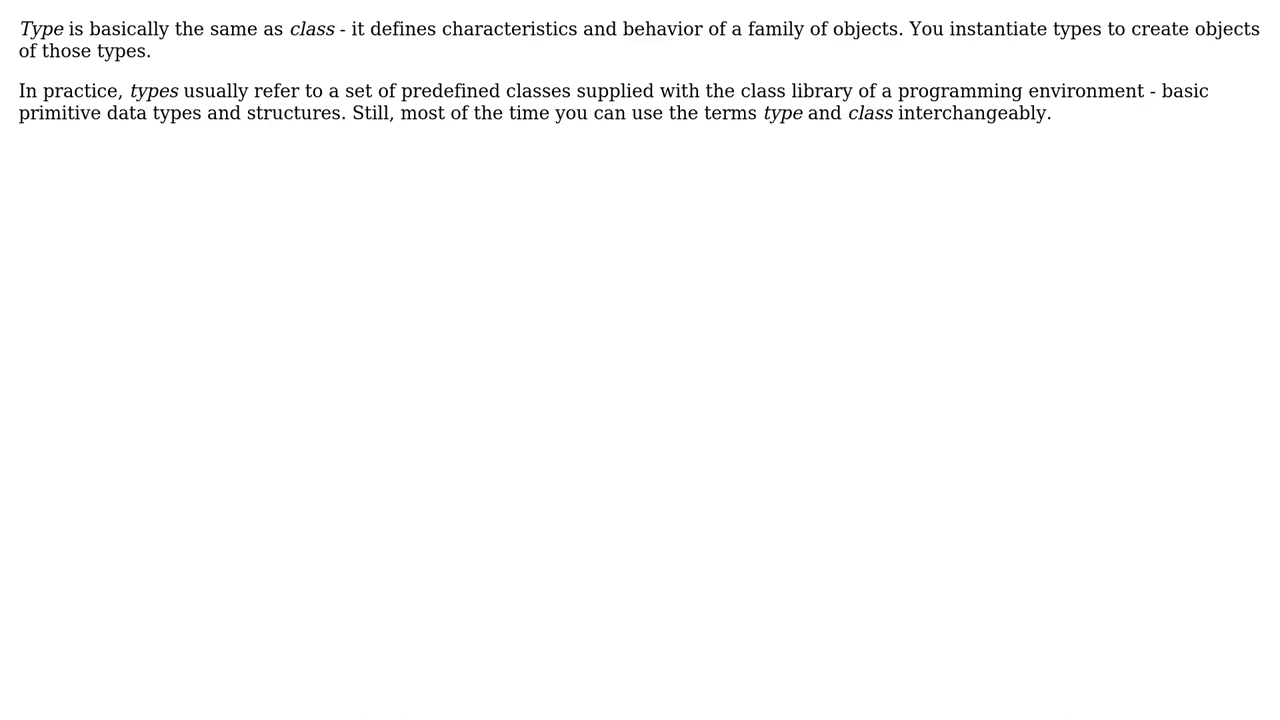 Type is basically the same as class - it defines characteristics and behavior of a family of objects. You instantiate types to create objects
of those types.
In practice, types usually refer to a set of predefined classes supplied with the class library of a programming environment - basic
primitive data types and structures. Still, most of the time you can use the terms type and class interchangeably.